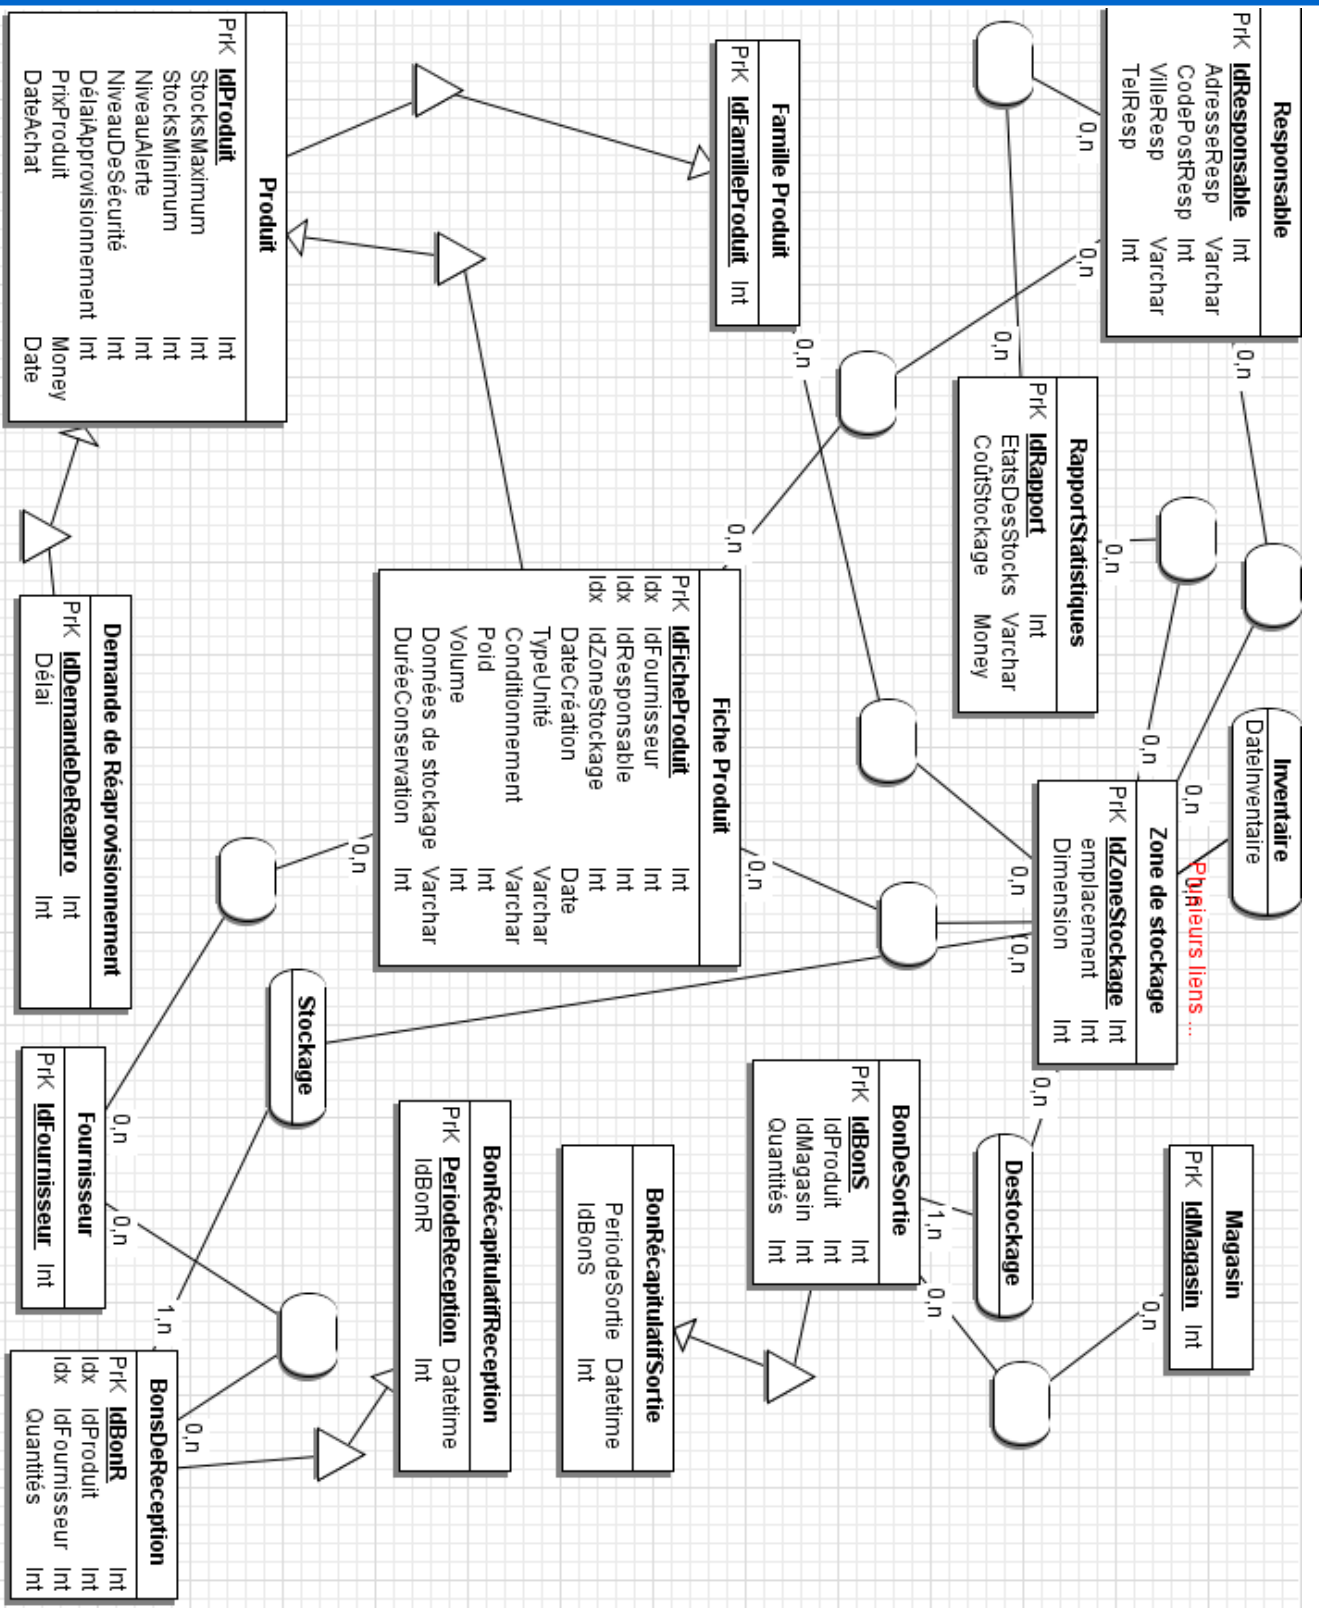 Responsable
PrK IdResponsable Int
AdresseResp Varchar
CodePostResp Int
VilleResp Varchar
TelResp Int
0,n
0,n
0,n
Inventaire
DateInventaire
0,n
Plusieurs liens ...
Magasin
PrK IdMagasin Int
0,n
RapportStatistiques
PrK IdRapport Int
EtatsDesStocks Varchar
CoûtStockage Money
0,n
0,n
Zone de stockage
PrK IdZoneStockage Int
emplacement Int
Dimension Int
0,n
0,n
0,n
0,n
0,n
Destockage
Famille Produit
PrK IdFamilleProduit Int
0,n
BonDeSortie
PrK IdBonS Int
IdProduit Int
IdMagasin Int
Quantités Int
1,n
0,n
Fiche Produit
PrK IdFicheProduit Int
Idx IdFournisseur Int
Idx IdResponsable Int
Idx IdZoneStockage Int
DateCréation Date
TypeUnité Varchar
Conditionnement Varchar
Poid Int
Volume Int
Données de stockage Varchar
DuréeConservation Int
0,n
0,n
0,n
BonRécapitulatifSortie
PeriodeSortie Datetime
IdBonS Int
BonRécapitulatifReception
PrK PeriodeReception Datetime
IdBonR Int
Stockage
Produit
PrK IdProduit Int
StocksMaximum Int
StocksMinimum Int
NiveauAlerte Int
NiveauDeSécurité Int
DélaiApprovisionnement Int
PrixProduit Money
DateAchat Date
Demande de Réaprovisionnement
PrK IdDemandeDeReapro Int
Délai Int
Fournisseur
PrK IdFournisseur Int
0,n
0,n
BonsDeReception
PrK IdBonR Int
Idx IdProduit Int
Idx IdFournisseur Int
Quantités Int
1,n
0,n